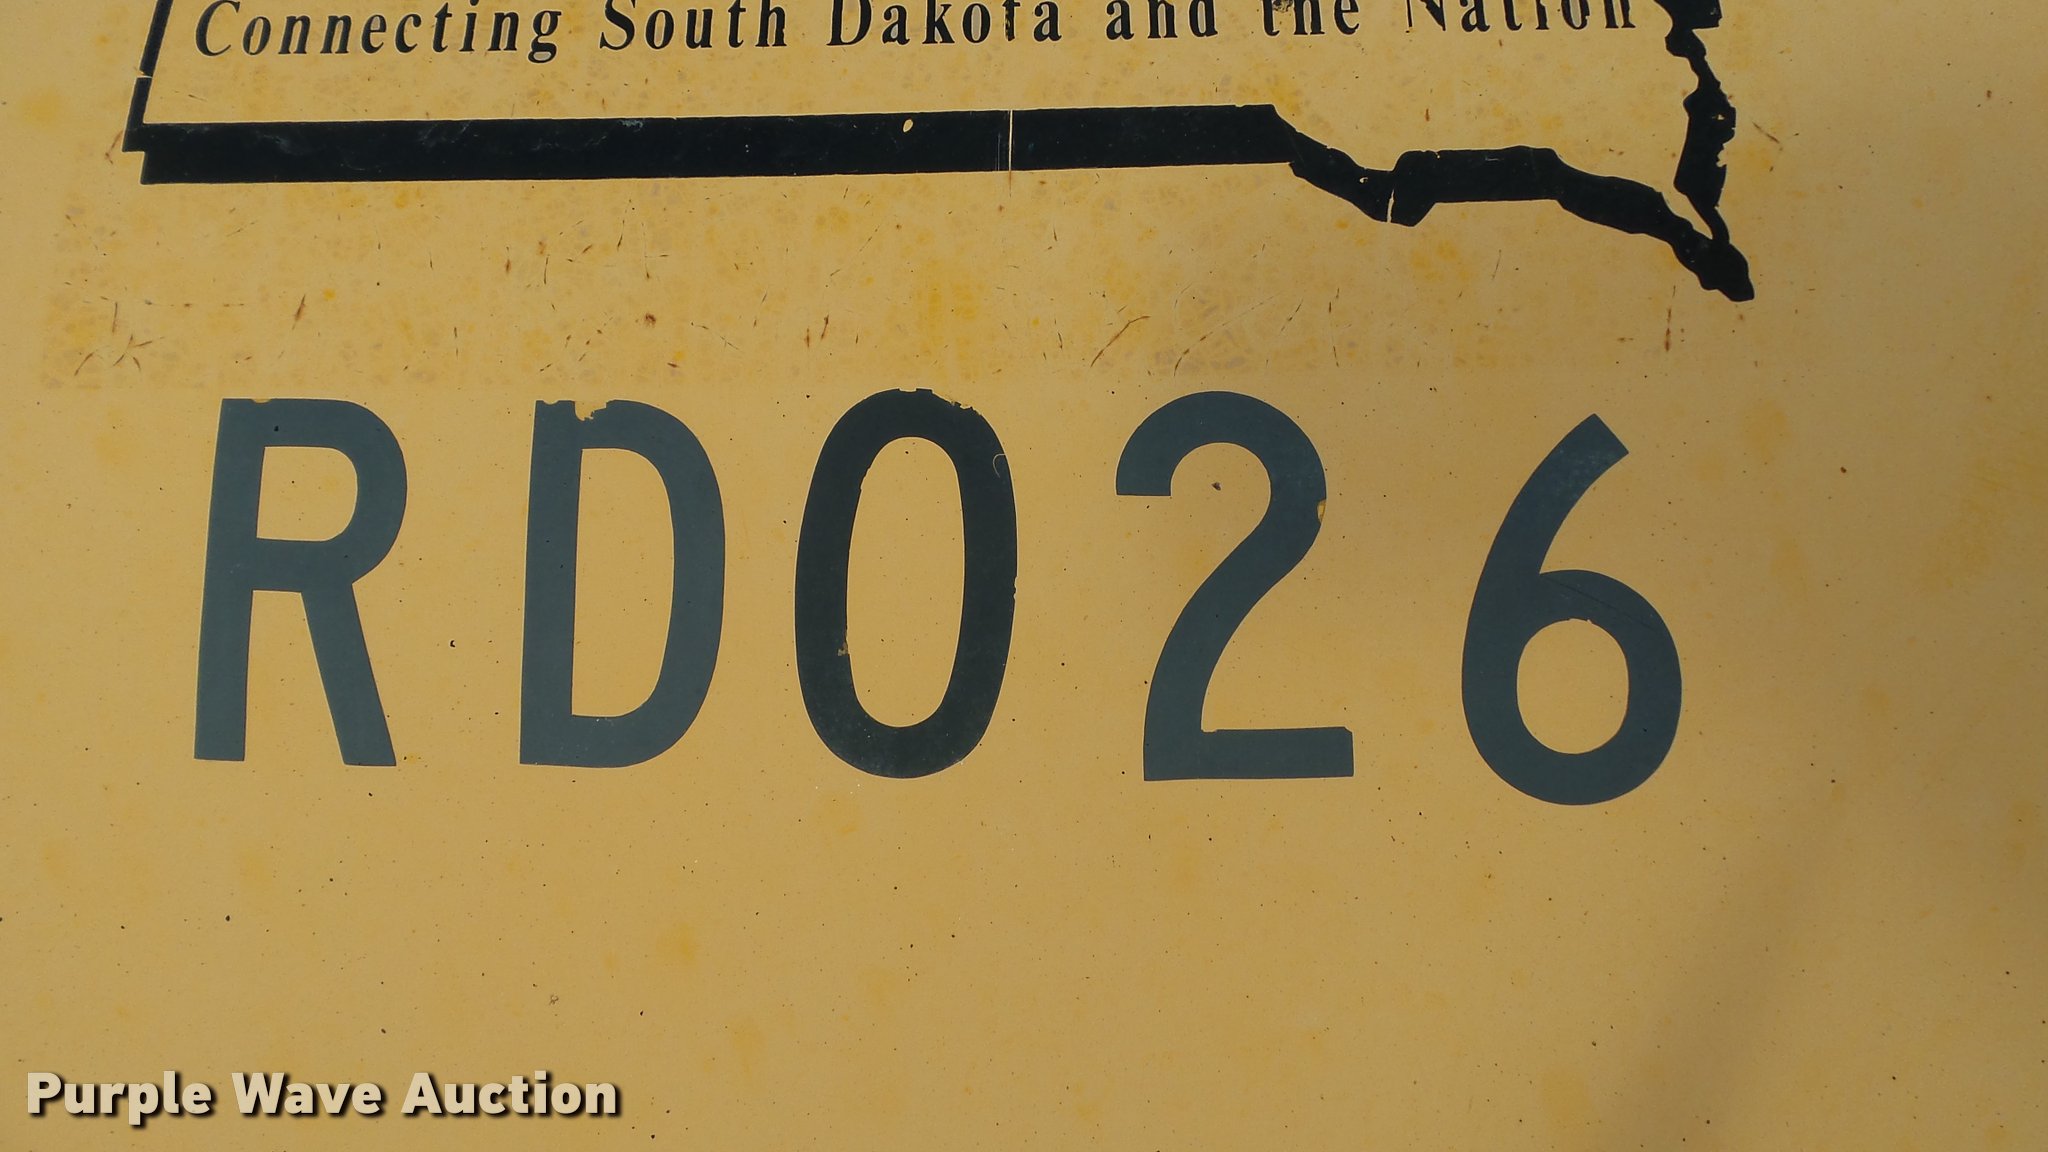 Connecting South Dakota and the Nation
RD026
Purple Wave Auction